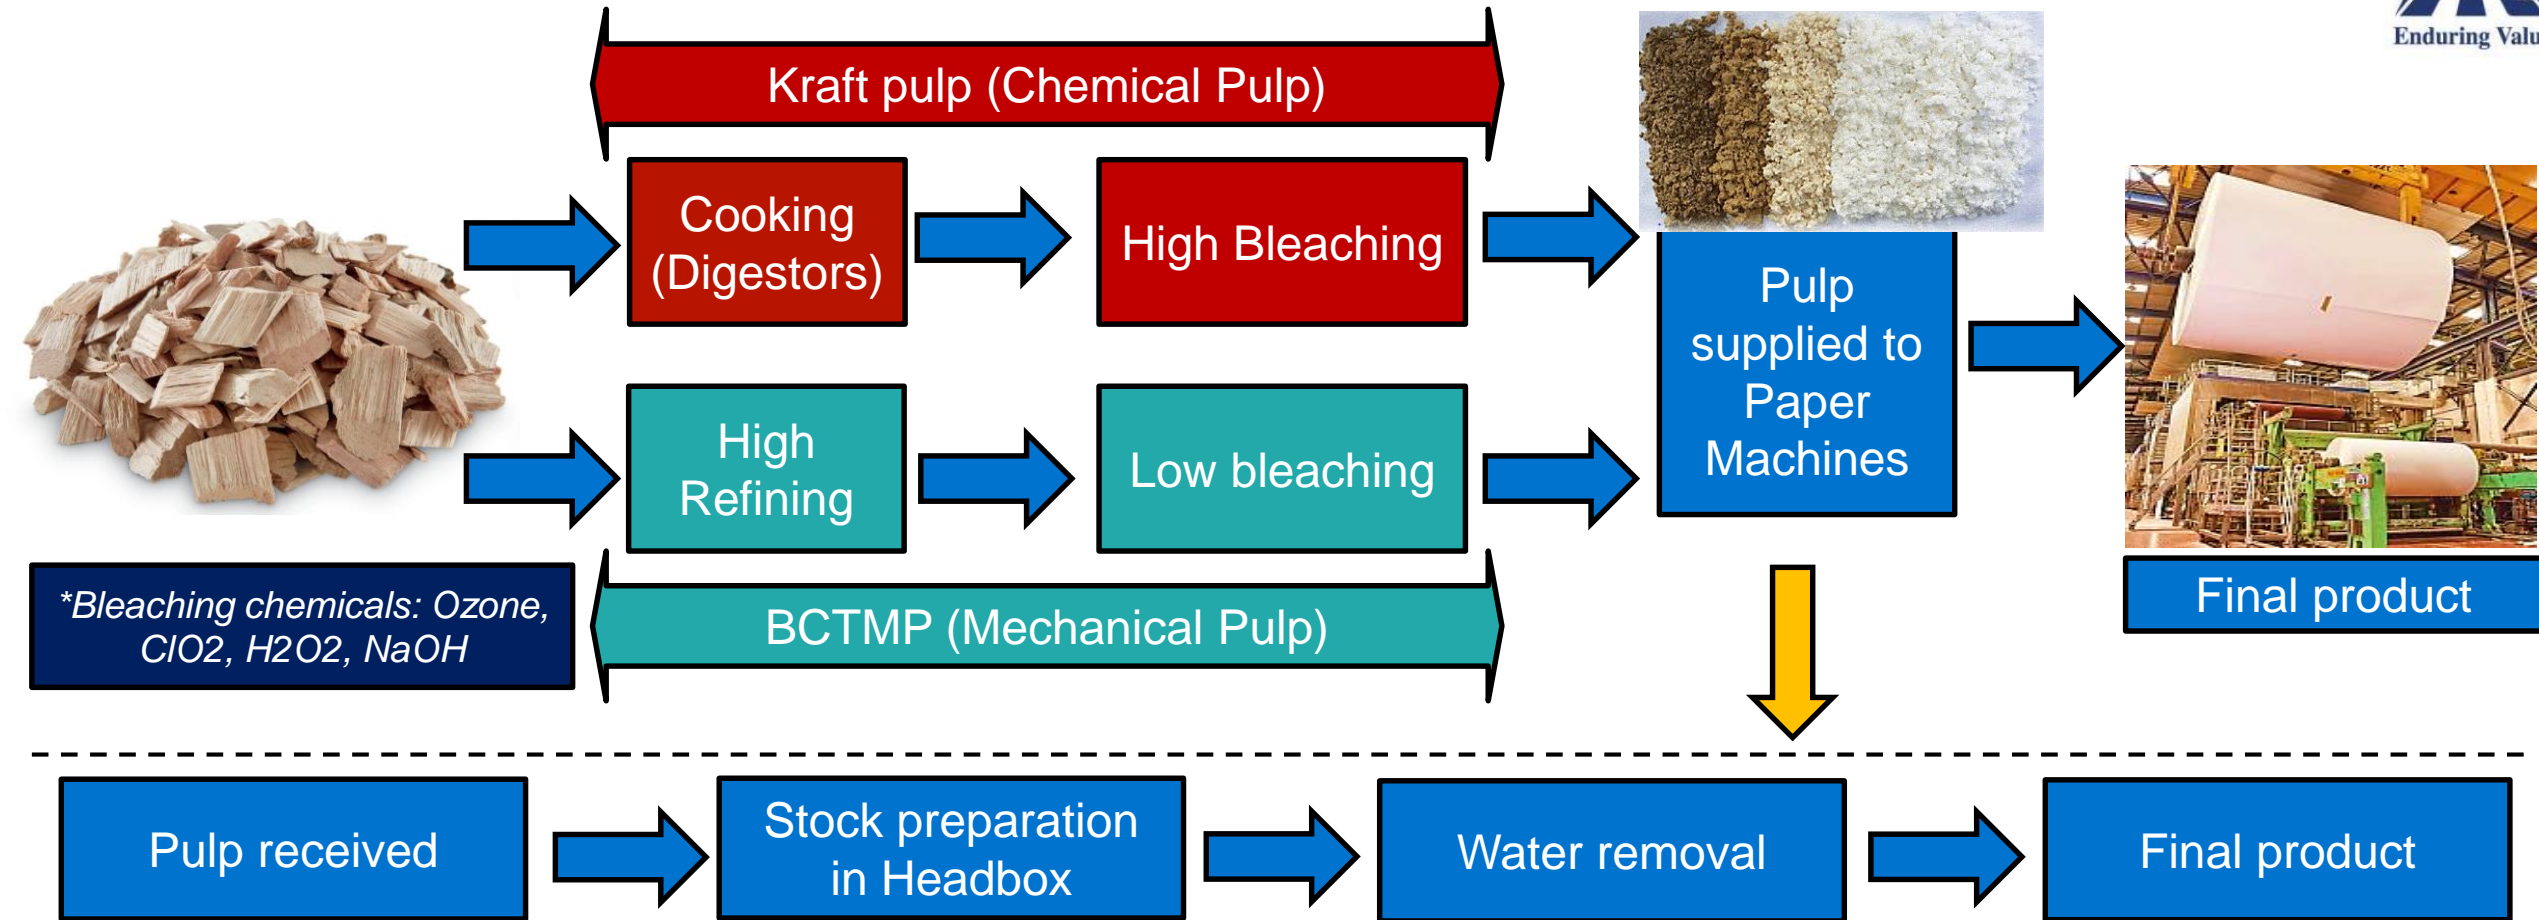 Enduring Valu
Kraft pulp (Chemical Pulp)
Cooking
(Digestors)
High Bleaching
Pulp
supplied to
Paper
Machines
High
Refining
Low bleaching
*Bleaching chemicals: Ozone,
ClO2, H2O2, NaOH
BCTMP (Mechanical Pulp)
Final product
Pulp received
Stock preparation
in Headbox
Water removal
Final product